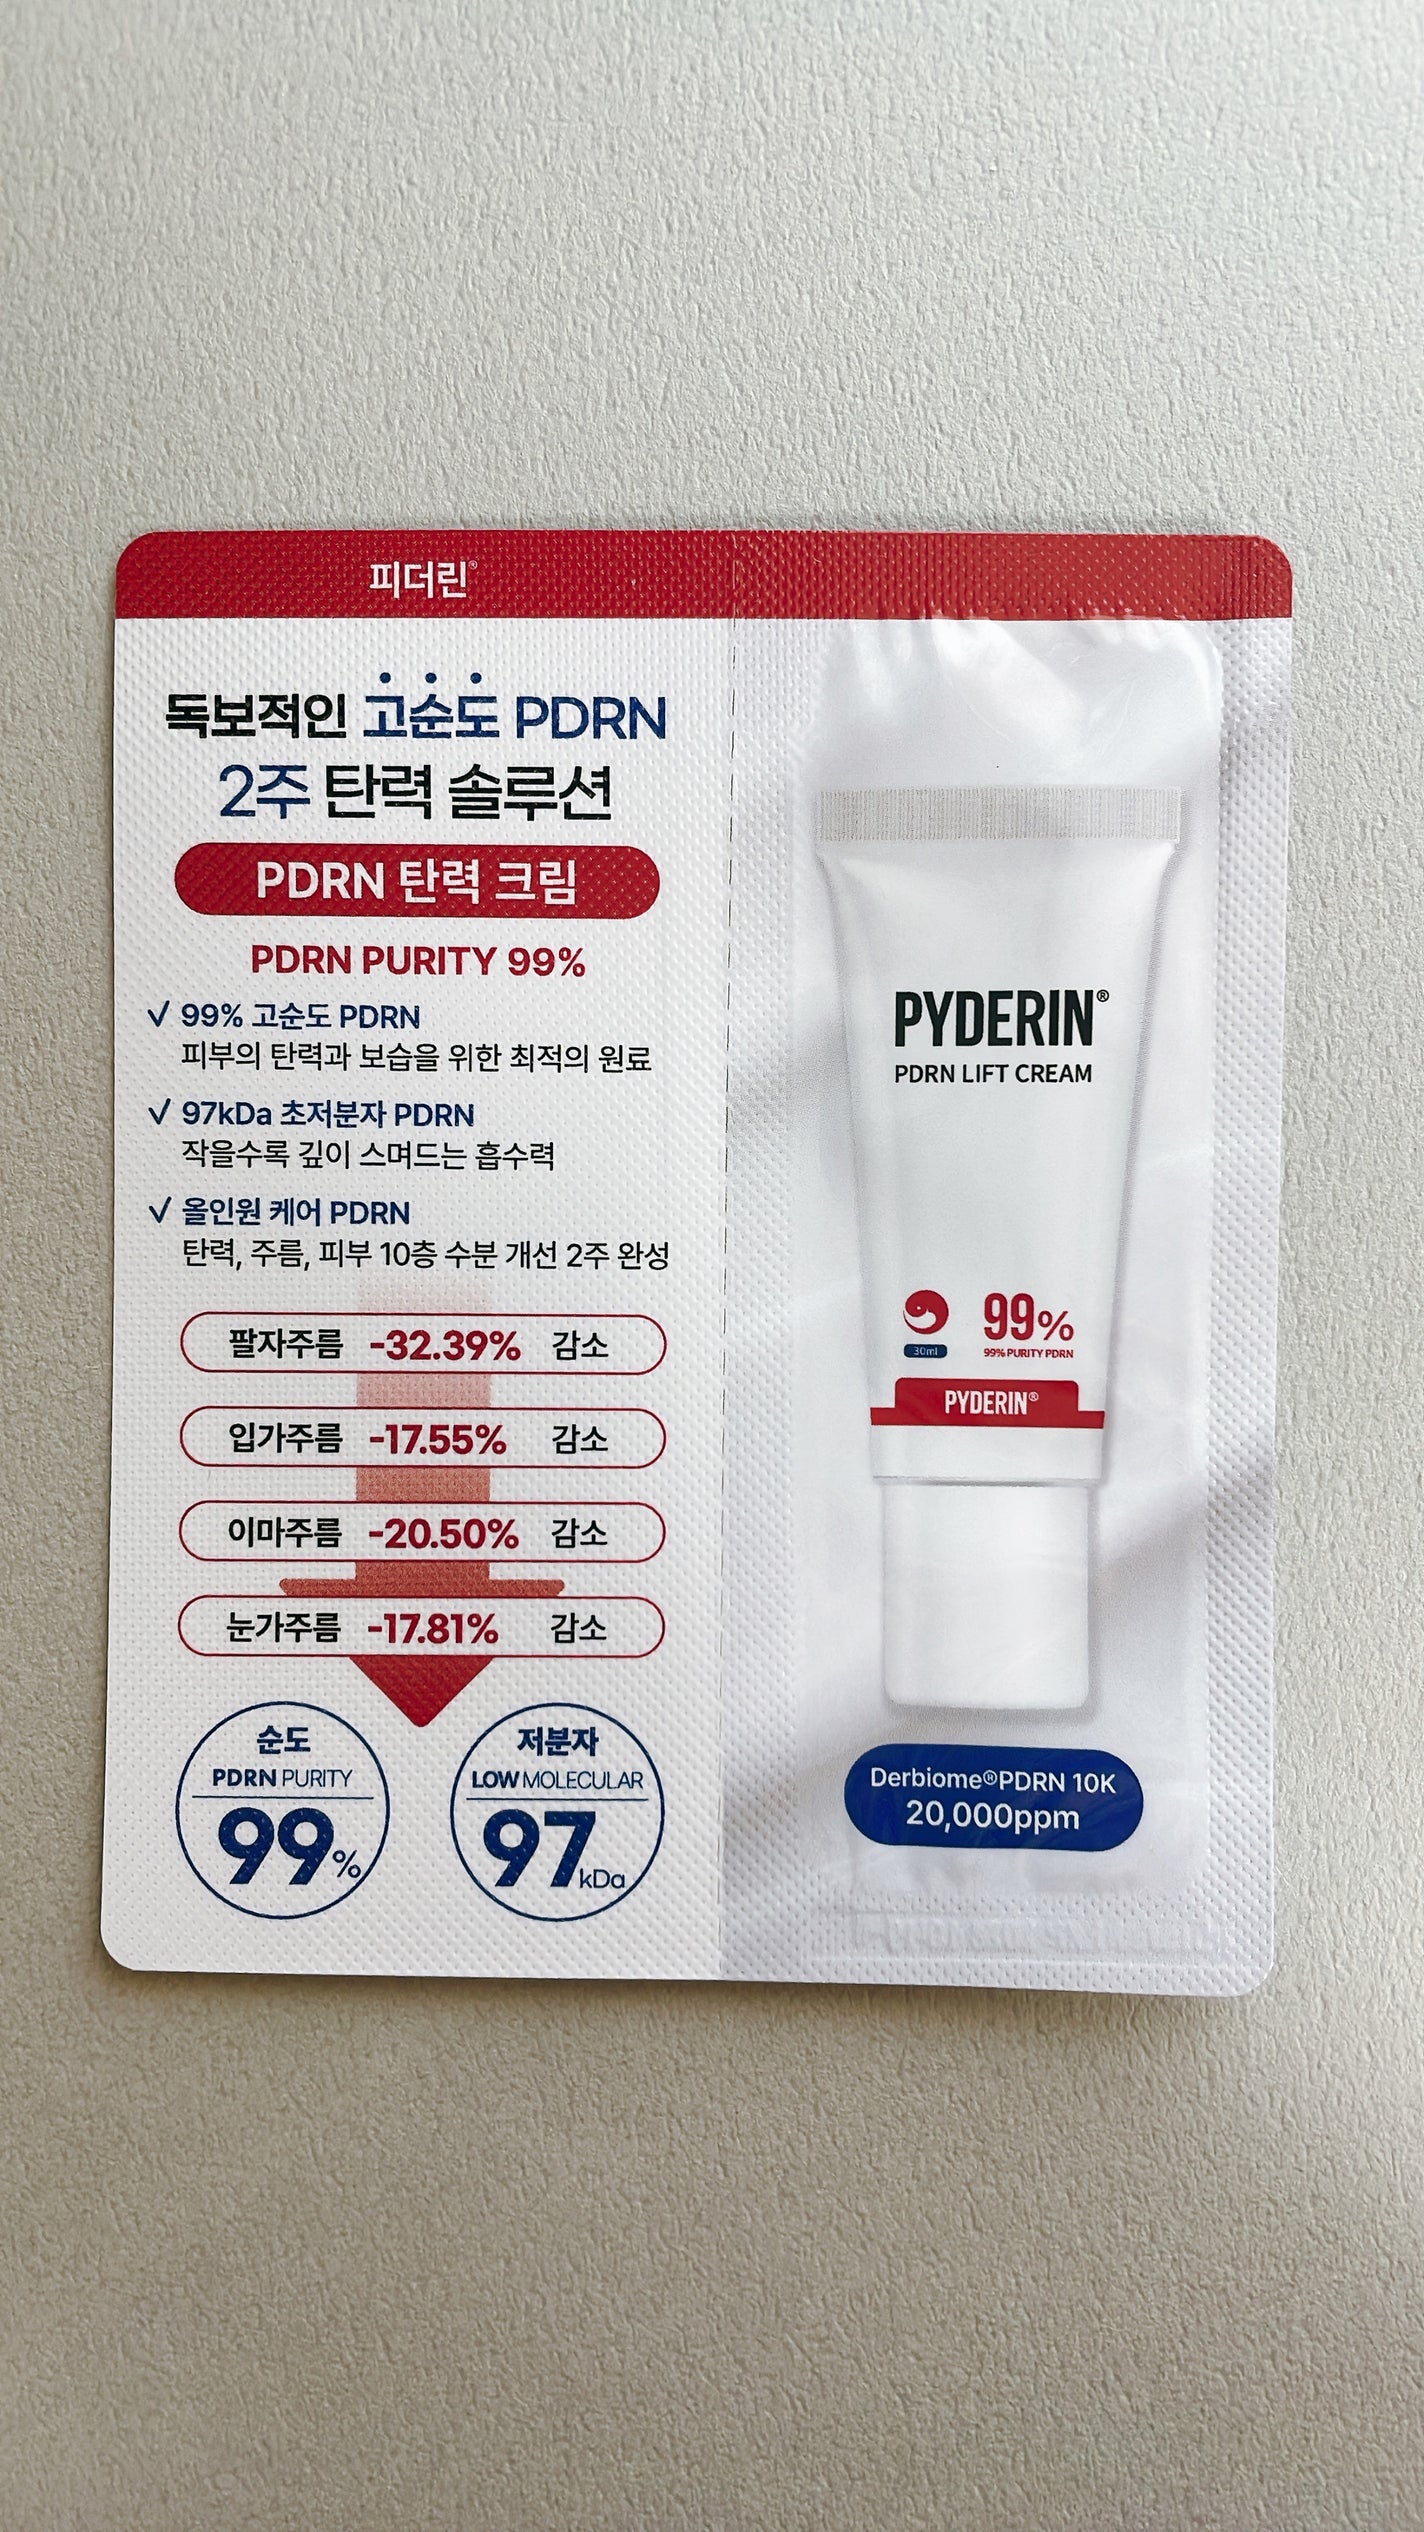 피더린®
독보적인 고순도 PDRN
2주 탄력 솔루션
PDRN 탄력 크림
PDRN PURITY 99%
✓ 99% 고순도 PDRN
피부의 탄력과 보습을 위한 최적의 원료
✓ 97kDa 초저분자 PDRN
작을수록 깊이 스며드는 흡수력
✓ 올인원 케어 PDRN
탄력, 주름, 피부 10층 수분 개선 2주 완성
팔자주름 -32.39% 감소
입가주름 -17.55% 감소
이마주름 -20.50% 감소
눈가주름 -17.81% 감소
순도
PDRN PURITY
99%
저분자
LOW MOLECULAR
97kDa
PYDERIN®
PDRN LIFT CREAM
30ml
99%
99% PURITY PDRN
PYDERIN®
Derbiome®PDRN 10K
20,000ppm